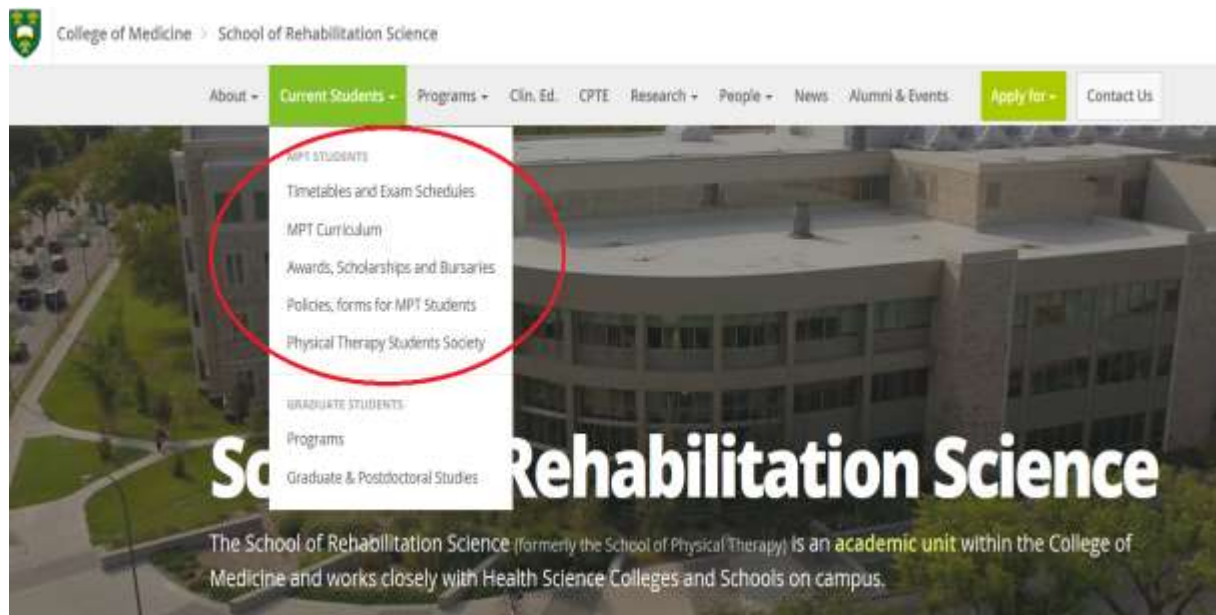 College of Medicine > School of Rehabilitation Science
About Current Students Programs Clin. Ed. CPTE Research People News Alumni & Events Apply for Contact Us
MPT STUDENTS
Timetables and Exam Schedules
MPT Curriculum
Awards, Scholarships and Bursaries
Policies, forms for MPT Students
Physical Therapy Students Society
GRADUATE STUDENTS
Programs
Graduate & Postdoctoral Studies
Rehabilitation Science
The School of Rehabilitation Science (formerly the School of Physical Therapy) is an academic unit within the College of
Medicine and works closely with Health Science Colleges and Schools on campus.